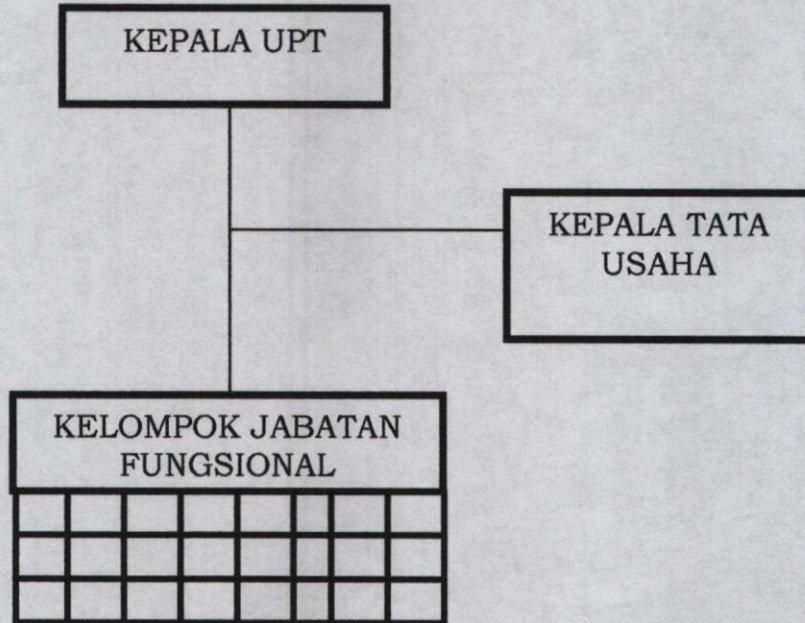 KEPALA UPT
KEPALA TATA
USAHA
KELOMPOK JABATAN
FUNGSIONAL